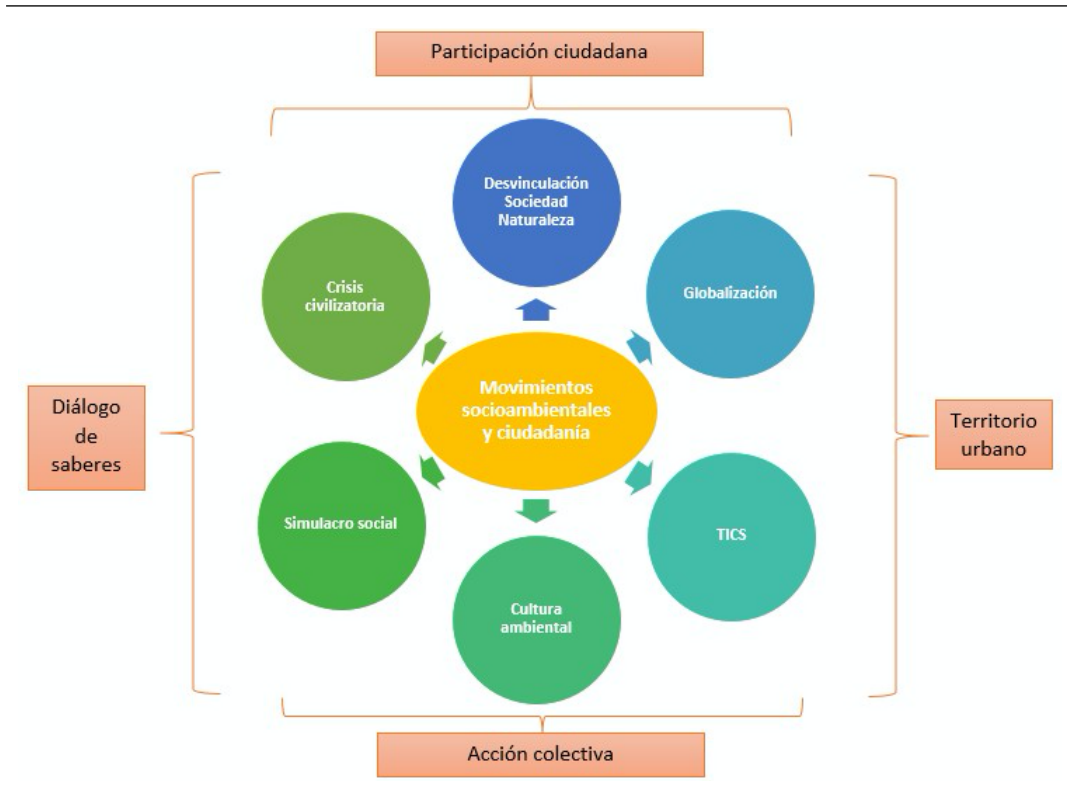 Participación ciudadana
Desvinculación
Sociedad
Naturaleza
Crisis
civilizatoria
Globalización
Movimientos
socioambientales
y ciudadanía
Diálogo
de
saberes
Territorio
urbano
Simulacro social
TICS
Cultura
ambiental
Acción colectiva